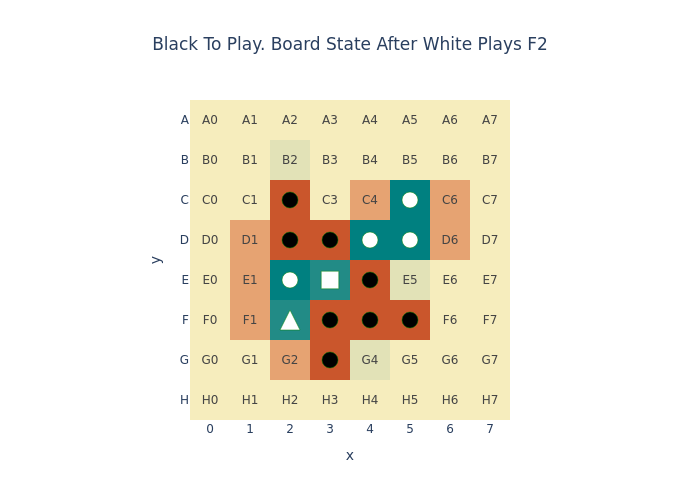 Black To Play. Board State After White Plays F2
A A0 A1 A2 A3 A4 A5 A6 A7
B B0 B1 B2 B3 B4 B5 B6 B7
C C0 C1 C3 C4 C6 C7
D D0 D1 D6 D7
E E0 E1 E5 E6 E7
F F0 F1 F6 F7
G G0 G1 G2 G4 G5 G6 G7
H H0 H1 H2 H3 H4 H5 H6 H7
0 1 2 3 4 5 6 7
x
y